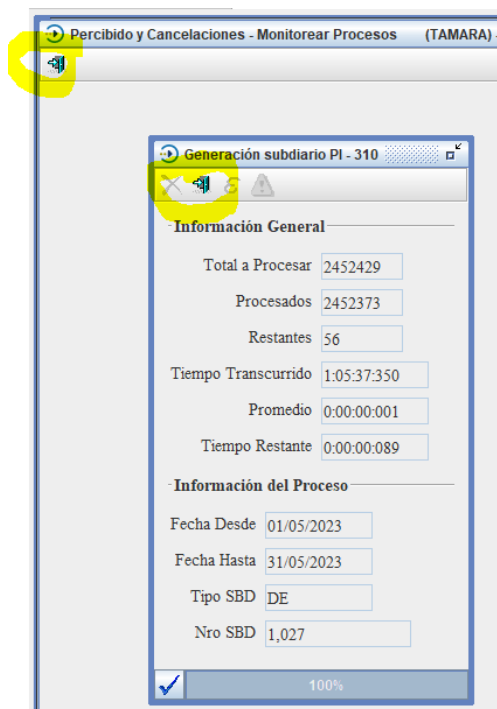 Percibido y Cancelaciones - Monitorear Procesos (TAMARA) -
Generación subdiario PI - 310
Información General
Total a Procesar 2452429
Procesados 2452373
Restantes 56
Tiempo Transcurrido 1:05:37:350
Promedio 0:00:00:001
Tiempo Restante 0:00:00:089
Información del Proceso
Fecha Desde 01/05/2023
Fecha Hasta 31/05/2023
Tipo SBD DE
Nro SBD 1,027
100%